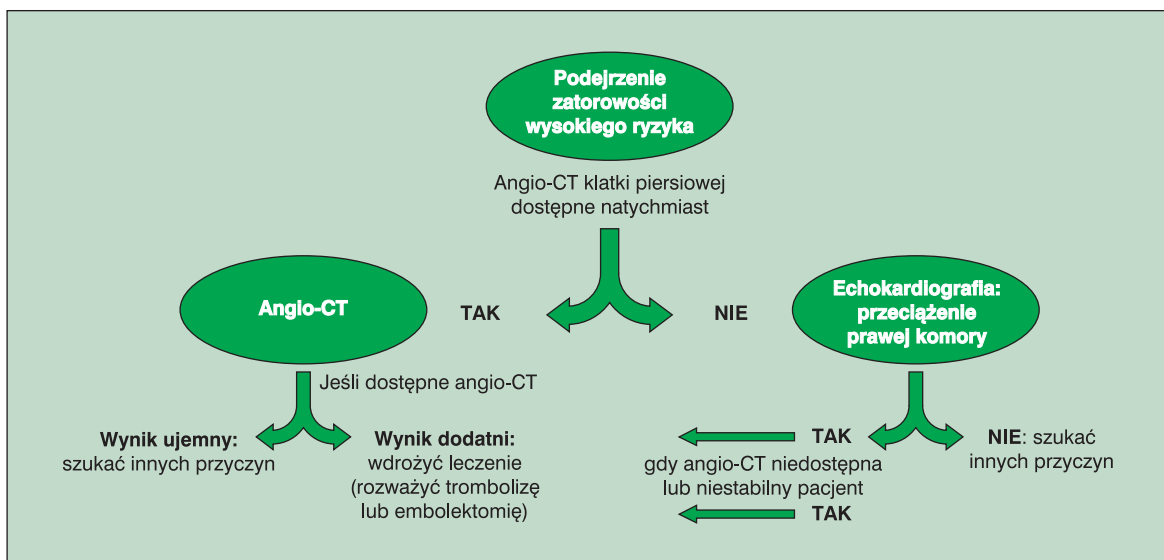 Podejrzenie
zatorowości
wysokiego ryzyka
Angio-CT klatki piersiowej
dostępne natychmiast
Angio-CT
TAK
NIE
Echokardiografia:
przeciążenie
prawej komory
Jeśli dostępne angio-CT
Wynik ujemny:
szukać innych przyczyn
Wynik dodatni:
wdrożyć leczenie
(rozważyć trombolizę
lub embolektomię)
TAK
gdy angio-CT niedostępna
lub niestabilny pacjent
TAK
NIE: szukać
innych przyczyn